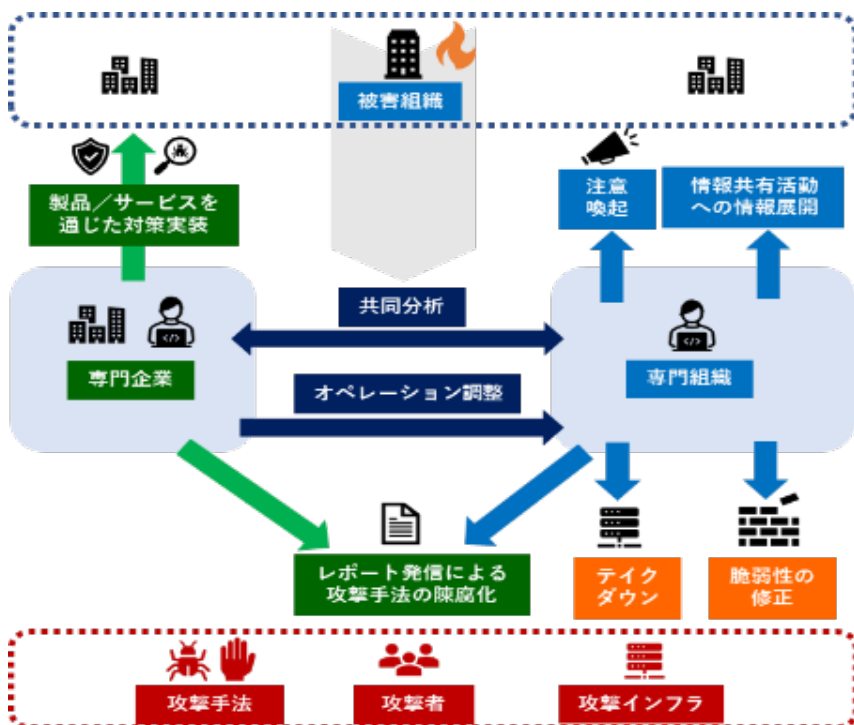 被害組織
製品／サービスを
通じた対策実装
注意
喚起
情報共有活動
への情報展開
共同分析
専門企業
専門組織
オペレーション調整
レポート発信による
攻撃手法の陳腐化
テイク
ダウン
脆弱性の
修正
攻撃手法
攻撃者
攻撃インフラ